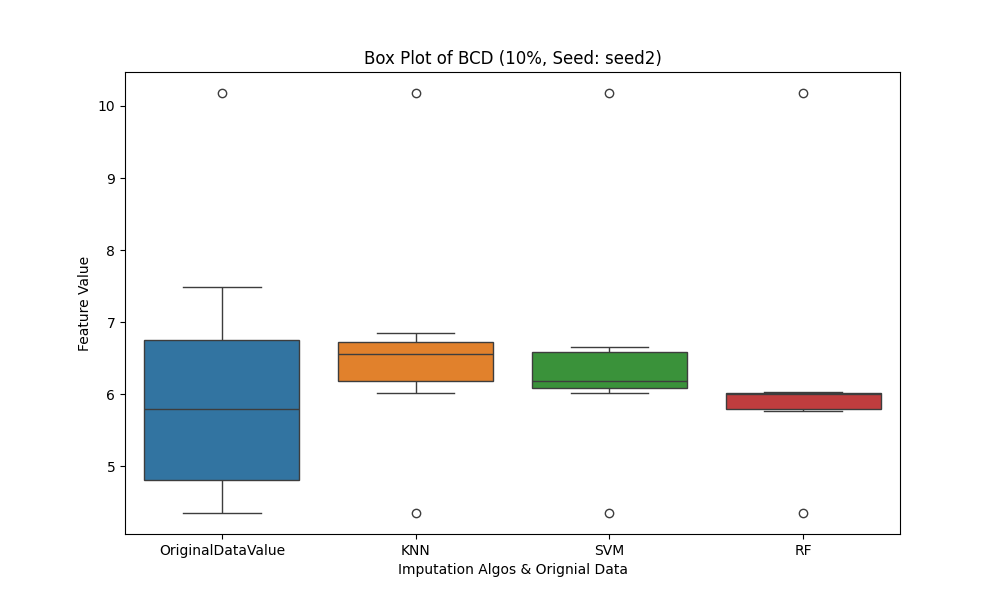 Box Plot of BCD (10%, Seed: seed2)
Feature Value
10
9
8
7
6
5
OriginalDataValue
KNN
SVM
RF
Imputation Algos & Orignial Data